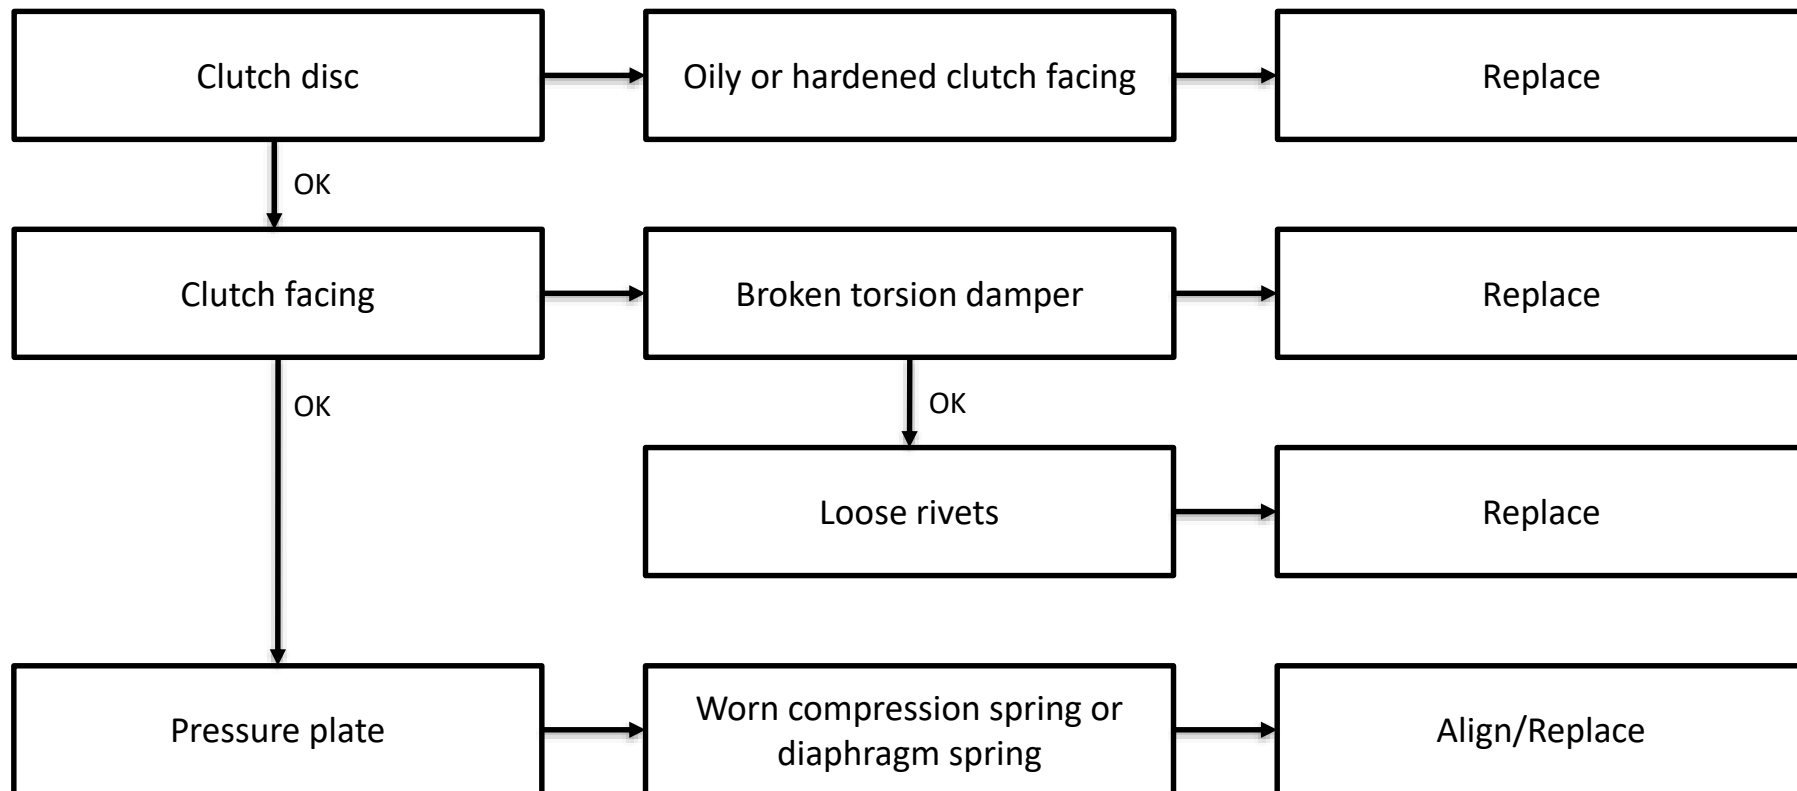 Clutch disc
Oily or hardened clutch facing
Replace
OK
Clutch facing
Broken torsion damper
Replace
OK
OK
Loose rivets
Replace
Pressure plate
Worn compression spring or
diaphragm spring
Align/Replace